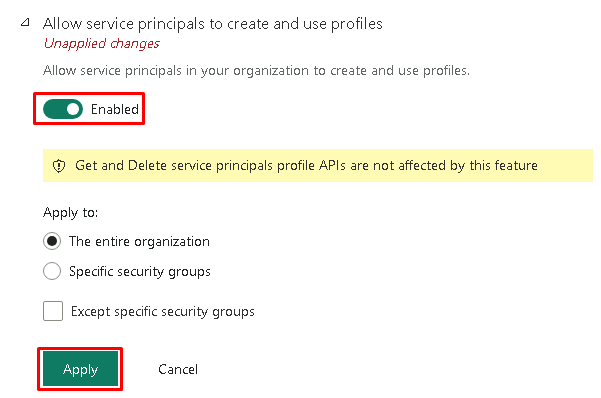 Allow service principals to create and use profiles
Unapplied changes
Allow service principals in your organization to create and use profiles.
Enabled
Get and Delete service principals profile APIs are not affected by this feature
Apply to:
The entire organization
Specific security groups
Except specific security groups
Apply Cancel